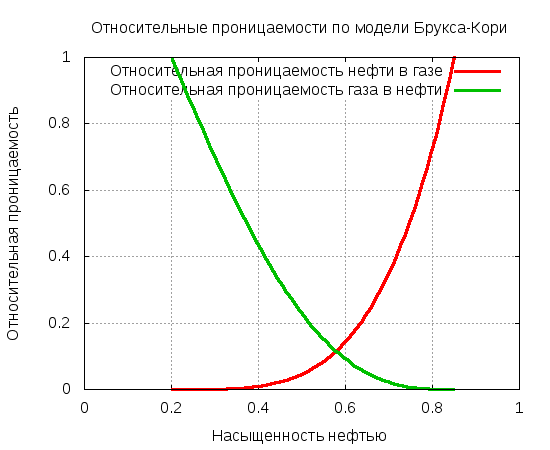 Относительные проницаемости по модели Брукса-Кори
Относительная проницаемость нефти в газе
Относительная проницаемость газа в нефти
Относительная проницаемость
1
0.8
0.6
0.4
0.2
0
0 0.2 0.4 0.6 0.8 1
Насыщенность нефтью